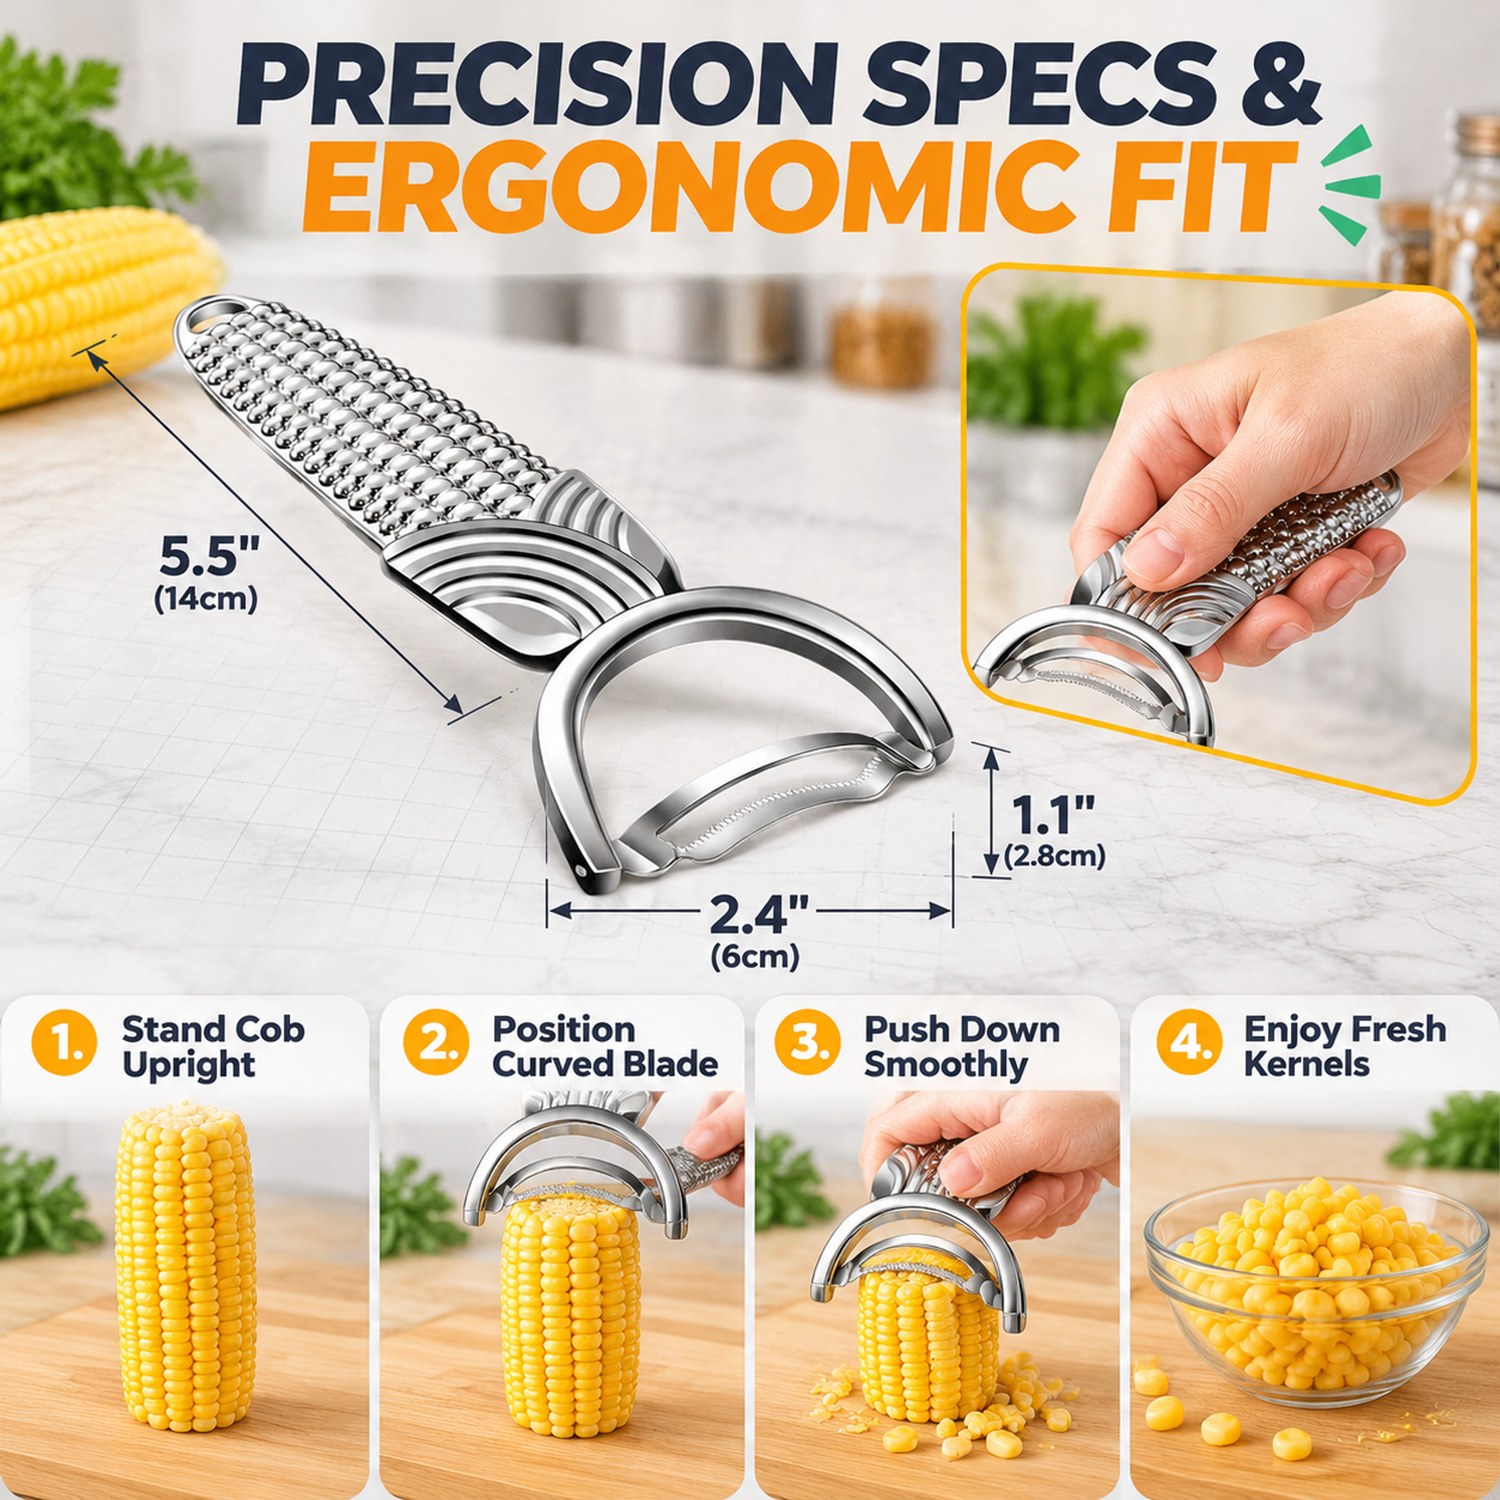 PRECISION SPECS &
ERGONOMIC FIT
5.5"
(14cm)
1.1"
(2.8cm)
2.4"
(6cm)
1. Stand Cob
Upright
2. Position
Curved Blade
3. Push Down
Smoothly
4. Enjoy Fresh
Kernels